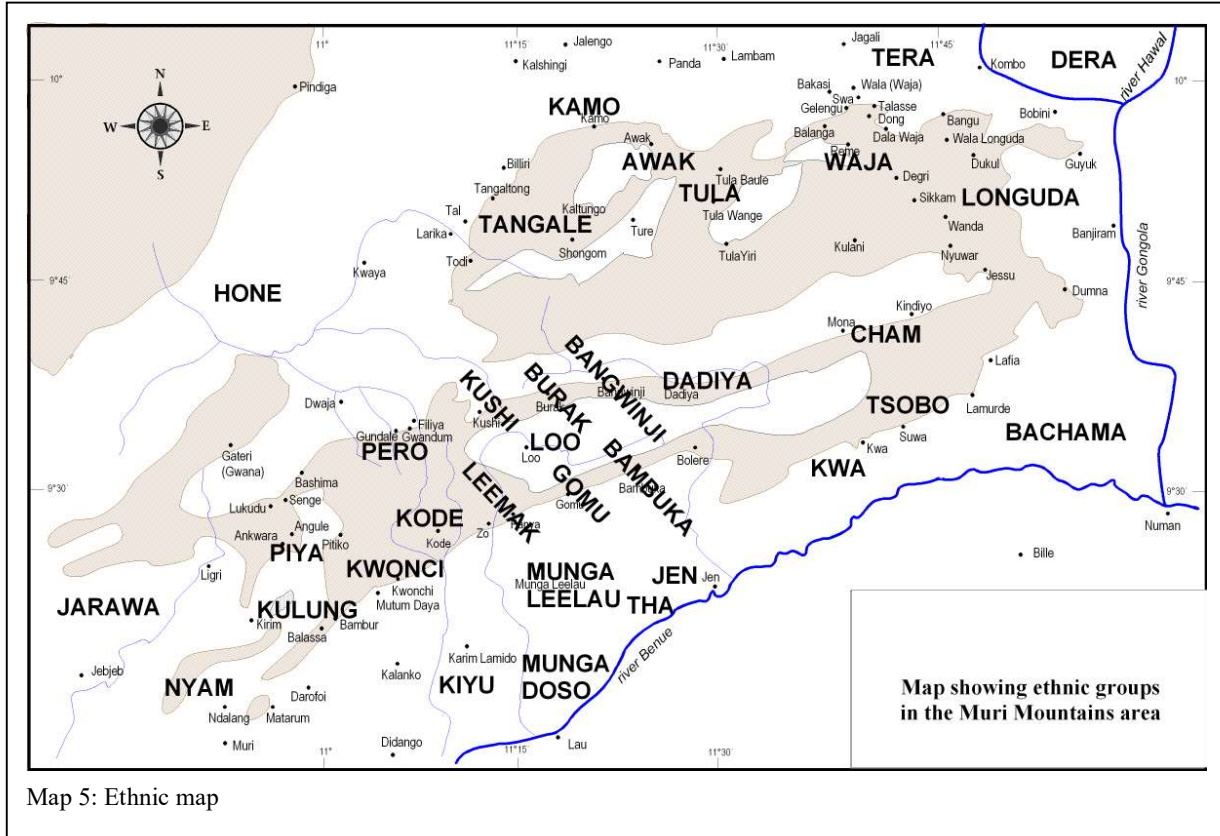 11°
11°15
11°30
11°45
Jalengo
Kalshingi
Panda
Lambam
Jagali
TERA
DERA
Kombo
river Hawal
10°
10°
N
W E
S
Pindiga
KAMO
Kamo
Bakasi
Wala (Waja)
Swa
Gelengu
Talasse
Dong
Balanga
Dala Waja
Bangu
Bobini
Awak
AWAK
Reme
WAJA
Wala Longuda
Dukul
Guyuk
Billiri
Tula Baule
TULA
Degri
LONGUDA
Tangaltong
Kaltungo
Tula Wange
Sikkam
Tal
TANGALE
Ture
Wanda
Banjiram
Larika
Shongom
TulaYiri
Kulani
Nyuwar
Todi
Kwaya
Jessu
river Gongola
9°45
9°45
HONE
Dumna
Kindiyo
Mona
CHAM
BANGWINJI
Lafia
DADIYA
Dadiya
Bangwinji
BURAK
Burak
KUSHI
Kushi
Dwaja
TSOBO
Lamurde
Filiya
Gundale
Gwandum
PERO
LOO
Loo
Suwa
BACHAMA
Kwa
KWA
Gateri
(Gwana)
Bolere
BAMBUKA
Bashima
LEEMAK
GOMU
Gomu
9°30
9°30
Lukudu
Senge
Numan
KODE
Kode
Zo
Ankwara
Angule
Pitiko
PIYA
Bille
Ligri
KWONCI
Kwonchi
Mutum Daya
MUNGA
LEELAU
Munga Leelau
JEN
Jen
JARAWA
KULUNG
THA
Kirim
Bambur
Balassa
river Benue
Karim Lamido
Kalanko
KIYU
MUNGA
DOSO
Jebjeb
NYAM
Darofoi
Ndalang
Matarum
Muri
Didango
Lau
11°
11°15
11°30
Map showing ethnic groups
in the Muri Mountains area
Map 5: Ethnic map